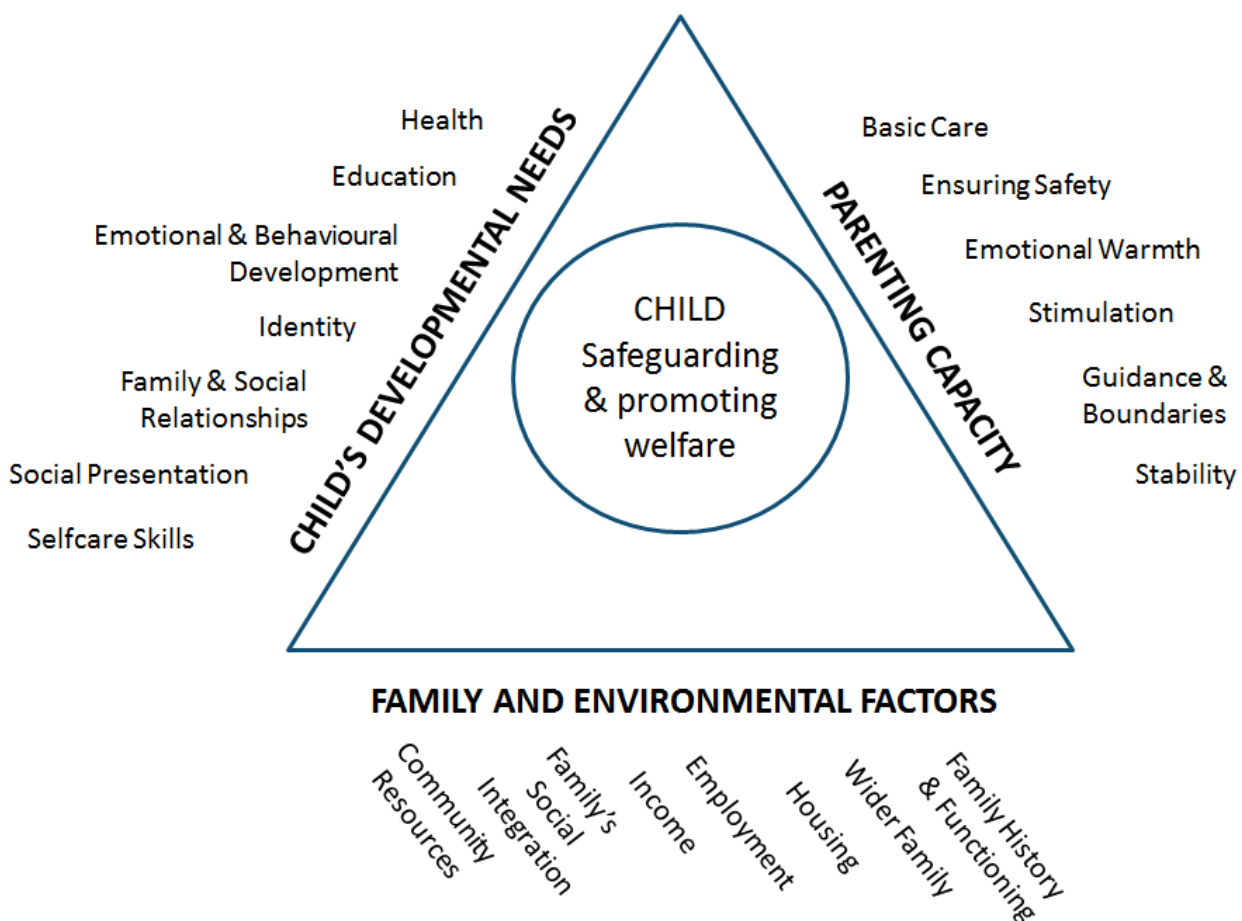 Health
Education
Emotional & Behavioural
Development
Identity
Family & Social
Relationships
Social Presentation
Selfcare Skills
CHILD'S DEVELOPMENTAL NEEDS
CHILD
Safeguarding
& promoting
welfare
PARENTING CAPACITY
Basic Care
Ensuring Safety
Emotional Warmth
Stimulation
Guidance &
Boundaries
Stability
FAMILY AND ENVIRONMENTAL FACTORS
Community
Resources
Family's
Social
Integration
Income
Employment
Housing
Wider Family
Family History
& Functioning